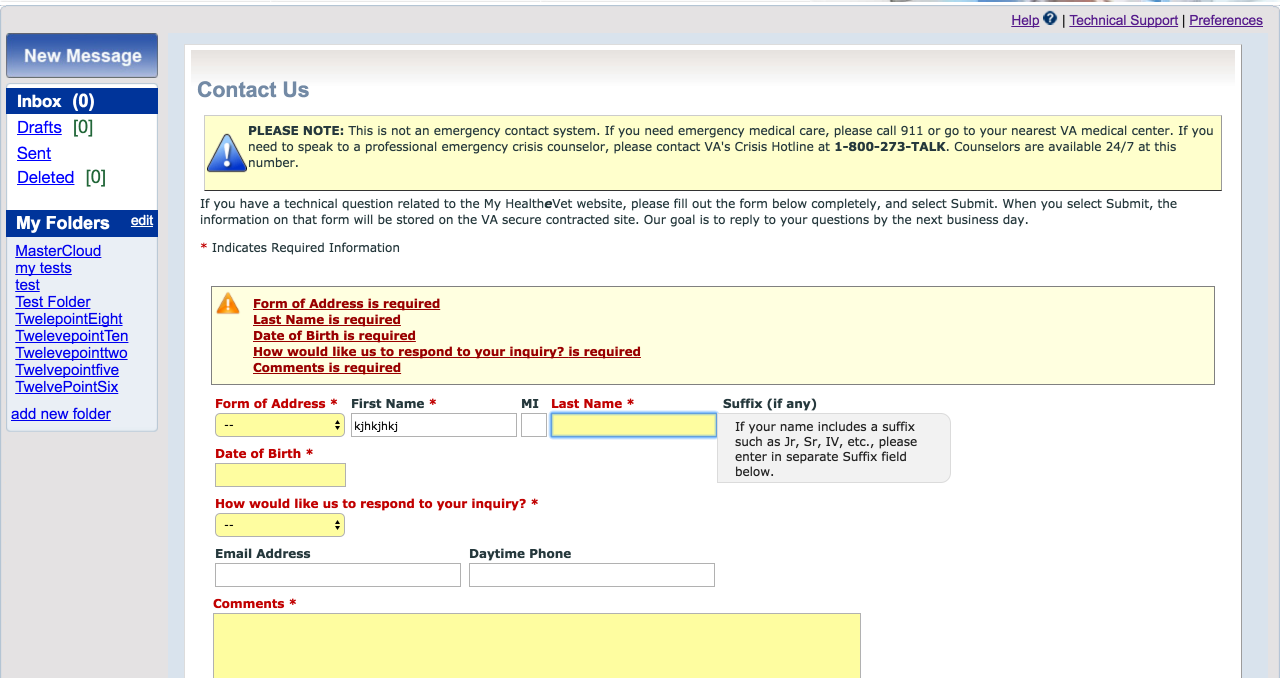 Help ? | Technical Support | Preferences
New Message
Inbox (0)
Drafts [0]
Sent
Deleted [0]
My Folders edit
MasterCloud
my tests
test
Test Folder
TwelepointEight
TwelevepointTen
Twelevepointtwo
Twelvepointfive
TwelvePointSix
add new folder
Contact Us
PLEASE NOTE: This is not an emergency contact system. If you need emergency medical care, please call 911 or go to your nearest VA medical center. If you
need to speak to a professional emergency crisis counselor, please contact VA's Crisis Hotline at 1-800-273-TALK. Counselors are available 24/7 at this
number.
If you have a technical question related to the My HealtheVet website, please fill out the form below completely, and select Submit. When you select Submit, the
information on that form will be stored on the VA secure contracted site. Our goal is to reply to your questions by the next business day.
* Indicates Required Information
Form of Address is required
Last Name is required
Date of Birth is required
How would like us to respond to your inquiry? is required
Comments is required
Form of Address * First Name * MI Last Name * Suffix (if any)
-- kjhkjhkj
If your name includes a suffix
such as Jr, Sr, IV, etc., please
enter in separate Suffix field
below.
Date of Birth *
How would like us to respond to your inquiry? *
--
Email Address Daytime Phone
Comments *